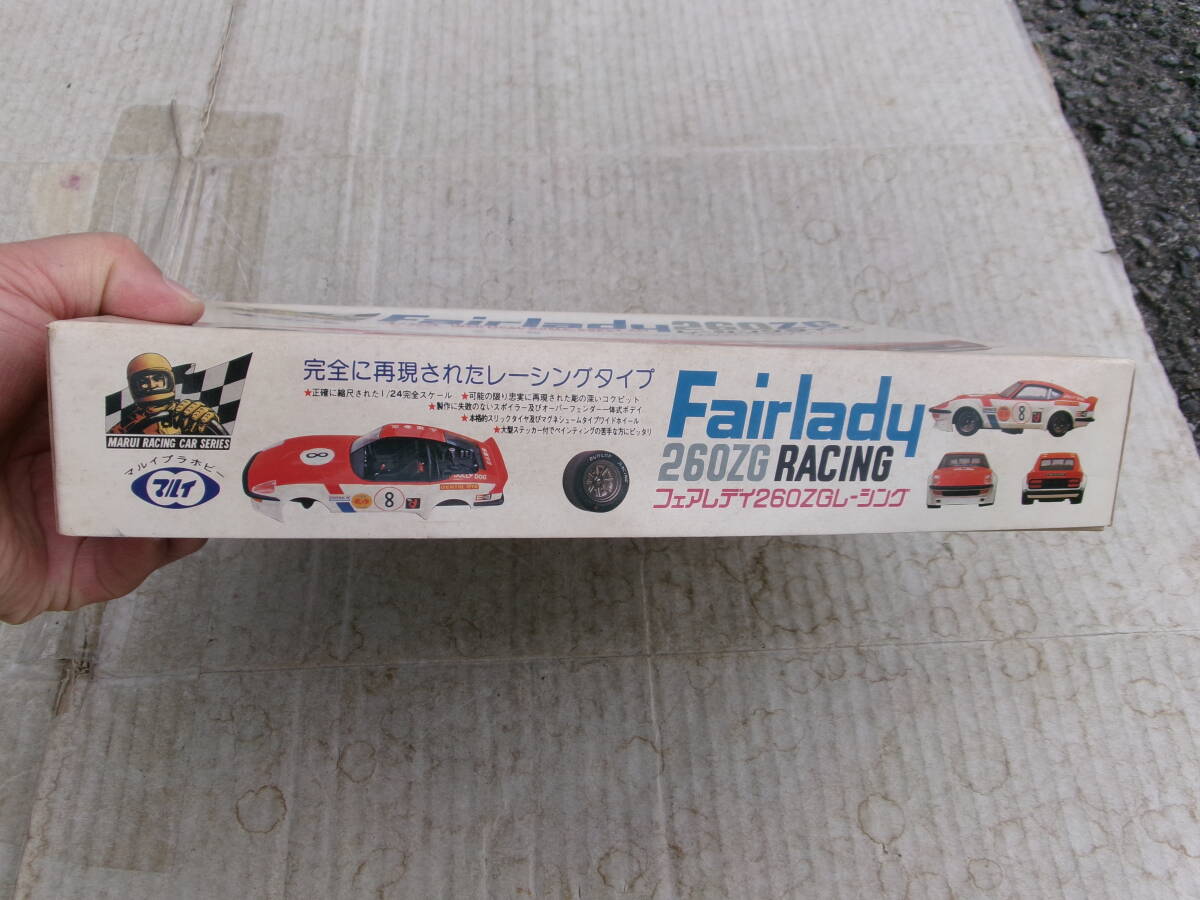 Fairlady 260ZG
MARUI RACING CAR SERIES
マルイプラホビー
マルイ
完全に再現されたレーシングタイプ
★正確に縮尺された1/24完全スケール ★可能の限り忠実に再現された彫の深いコクピット
★製作に失敗のないスポイラー及びオーバーフェンダー一体式ボデイ
★本格的スリックタイヤ及びマグネシュームタイプワイドホイール
★大型ステッカー付でペインティングの苦手な方にピッタリ
8
8
DUNLOP
Fairlady
260ZG RACING
フェアレデイ260ZGレーシング
8